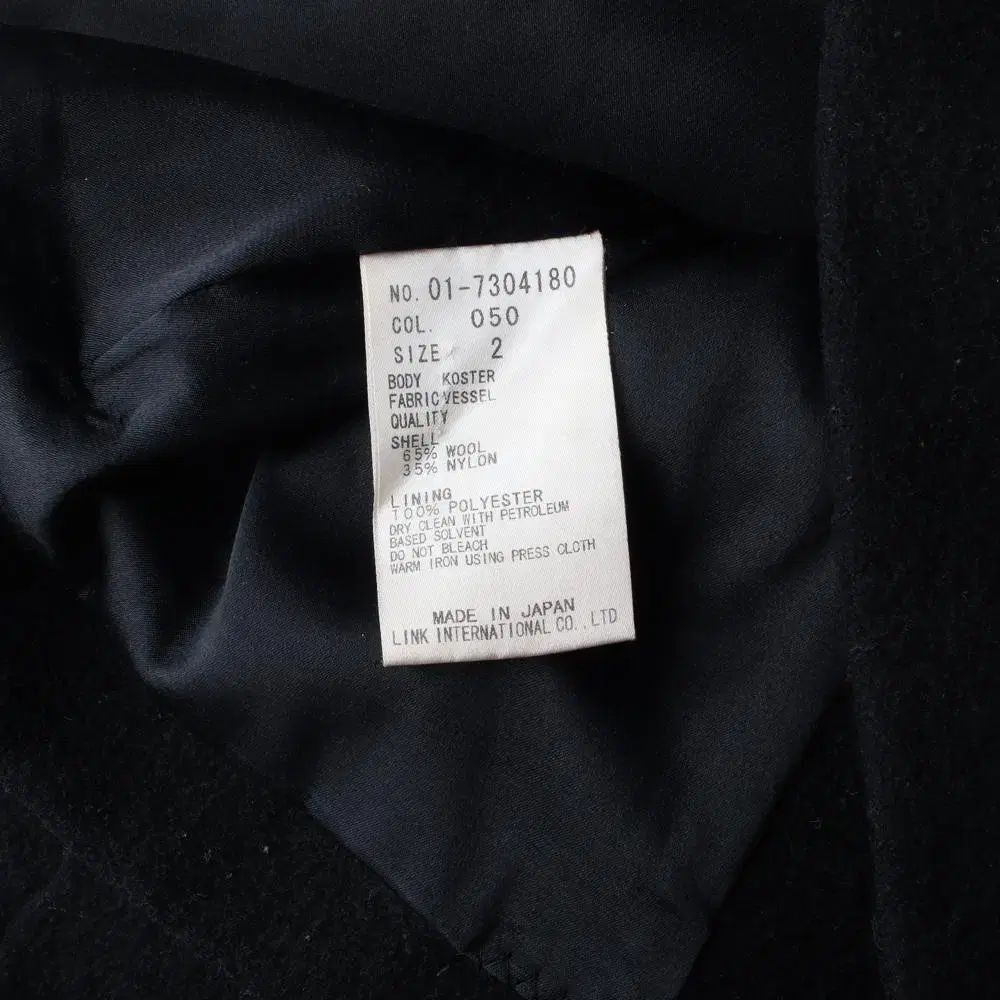 NO. 01-7304180
COL. 050
SIZE 2
BODY KOSTER
FABRIC VESSEL
QUALITY
SHELL
65% WOOL
35% NYLON
LINING
100% POLYESTER
DRY CLEAN WITH PETROLEUM
BASED SOLVENT
DO NOT BLEACH
WARM IRON USING PRESS CLOTH
MADE IN JAPAN
LINK INTERNATIONAL CO.,LTD